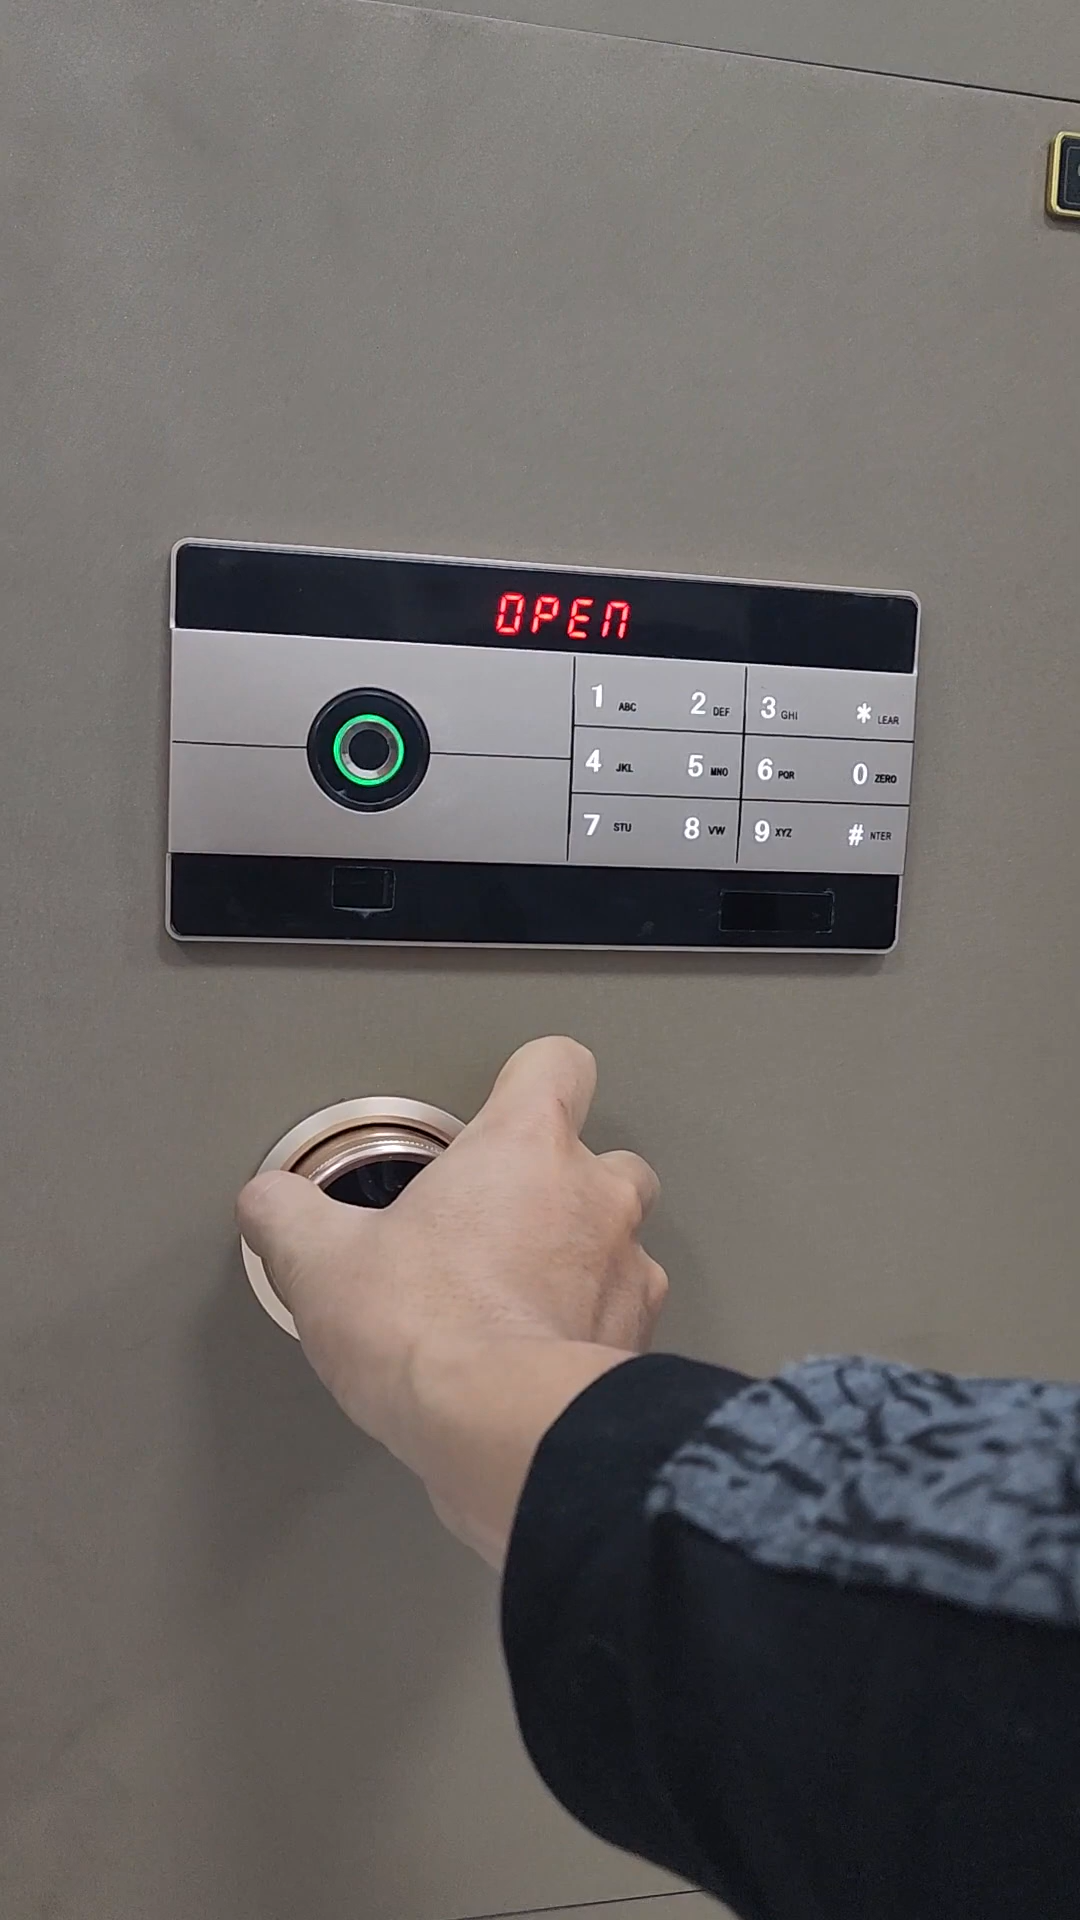 OPEN
1 ABC 2 DEF 3 GHI * LEAR
4 JKL 5 MNO 6 PQR 0 ZERO
7 STU 8 VW 9 XYZ # NTER